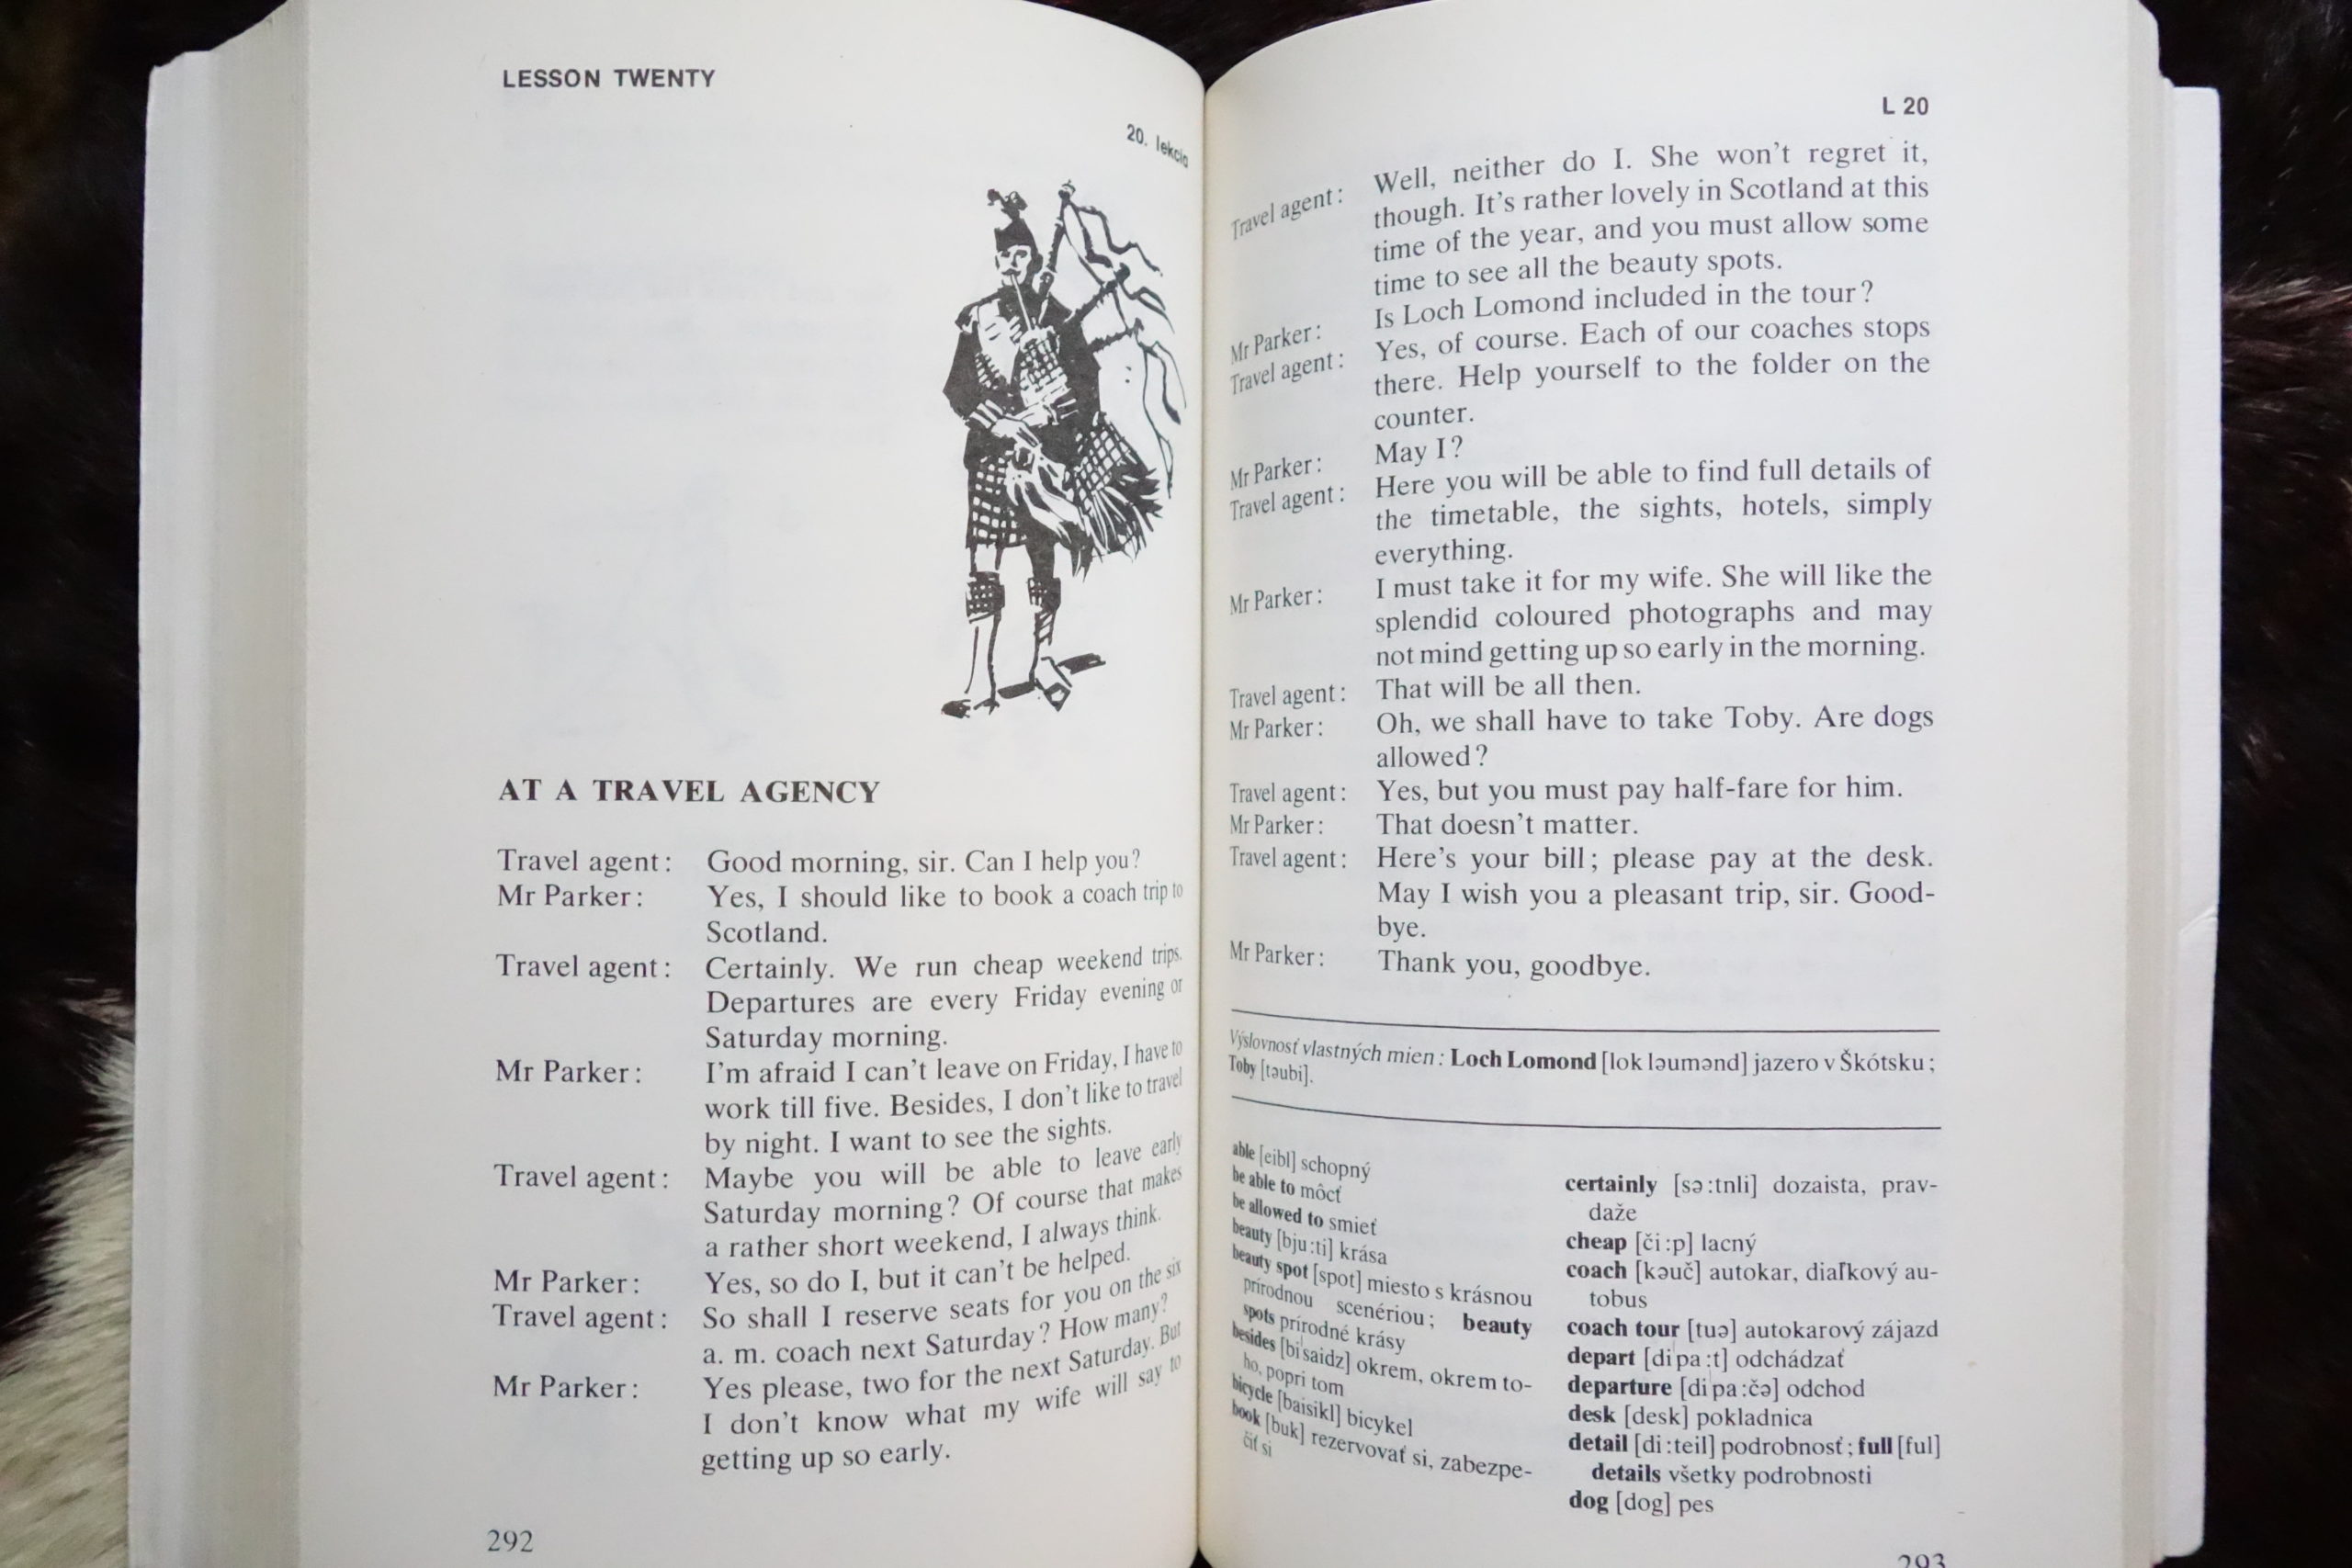 LESSON TWENTY
20. lekcia
AT A TRAVEL AGENCY
Travel agent: Good morning, sir. Can I help you?
Mr Parker: Yes, I should like to book a coach trip to
Scotland.
Travel agent: Certainly. We run cheap weekend trips.
Departures are every Friday evening or
Saturday morning.
Mr Parker: I'm afraid I can't leave on Friday, I have to
work till five. Besides, I don't like to travel
by night. I want to see the sights.
Travel agent: Maybe you will be able to leave early
Saturday morning? Of course that makes
a rather short weekend, I always think.
Mr Parker: Yes, so do I, but it can't be helped.
Travel agent: So shall I reserve seats for you on the six
a. m. coach next Saturday? How many?
Mr Parker: Yes please, two for the next Saturday. But
I don't know what my wife will say to
getting up so early.
292
L 20
Travel agent: Well, neither do I. She won't regret it,
though. It's rather lovely in Scotland at this
time of the year, and you must allow some
time to see all the beauty spots.
Mr Parker: Is Loch Lomond included in the tour?
Travel agent: Yes, of course. Each of our coaches stops
there. Help yourself to the folder on the
counter.
Mr Parker: May I?
Travel agent: Here you will be able to find full details of
the timetable, the sights, hotels, simply
everything.
Mr Parker: I must take it for my wife. She will like the
splendid coloured photographs and may
not mind getting up so early in the morning.
Travel agent: That will be all then.
Mr Parker: Oh, we shall have to take Toby. Are dogs
allowed?
Travel agent: Yes, but you must pay half-fare for him.
Mr Parker: That doesn't matter.
Travel agent: Here's your bill; please pay at the desk.
May I wish you a pleasant trip, sir. Good-
bye.
Mr Parker: Thank you, goodbye.
Výslovnosť vlastných mien: Loch Lomond [lok ləumənd] jazero v Škótsku;
Toby [təubi].
able [eibl] schopný
be able to môcť
be allowed to smieť
beauty [bju:ti] krása
beauty spot [spot] miesto s krásnou
prírodnou scenériou; beauty
spots prírodné krásy
besides [bi'saidz] okrem, okrem to-
ho, popri tom
bicycle [baisikl] bicykel
book [buk] rezervovať si, zabezpe-
čiť si
certainly [sə:tnli] dozaista, prav-
daže
cheap [či:p] lacný
coach [kəuč] autokar, diaľkový au-
tobus
coach tour [tuə] autokarový zájazd
depart [di'pa:t] odchádzať
departure [di'pa:čə] odchod
desk [desk] pokladnica
detail [di:teil] podrobnosť; full [ful]
details všetky podrobnosti
dog [dog] pes
293